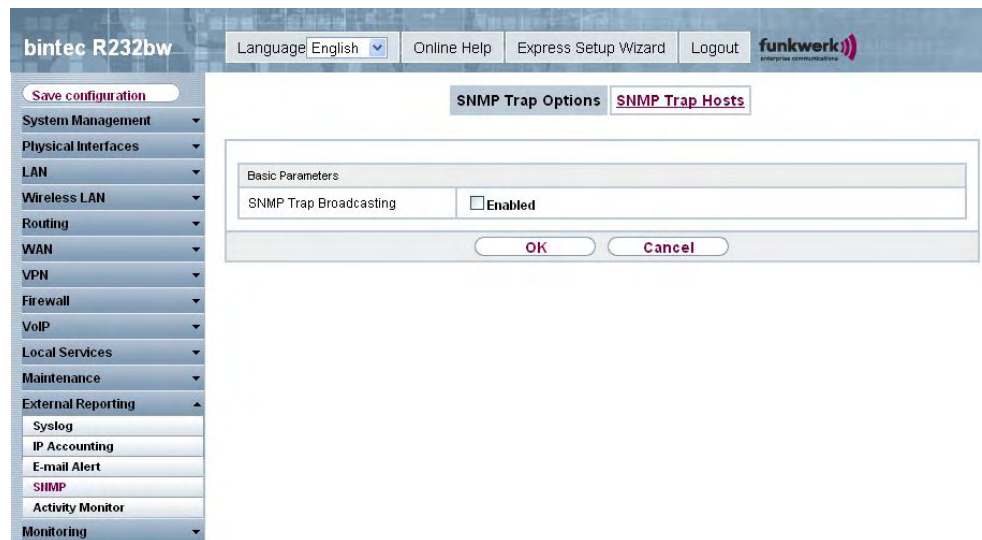 bintec R232bw
Language English Online Help Express Setup Wizard Logout funkwerk
enterprise communications
Save configuration
SNMP Trap Options SNMP Trap Hosts
System Management
Physical Interfaces
LAN
Wireless LAN
Routing
WAN
VPN
Firewall
VoIP
Local Services
Maintenance
External Reporting
Syslog
IP Accounting
E-mail Alert
SNMP
Activity Monitor
Monitoring
Basic Parameters
SNMP Trap Broadcasting Enabled
OK Cancel